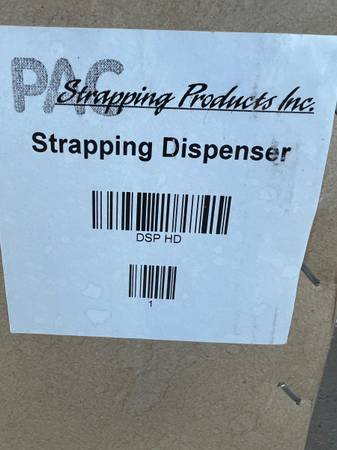 PAC Strapping Products Inc.
Strapping Dispenser
DSP HD
1